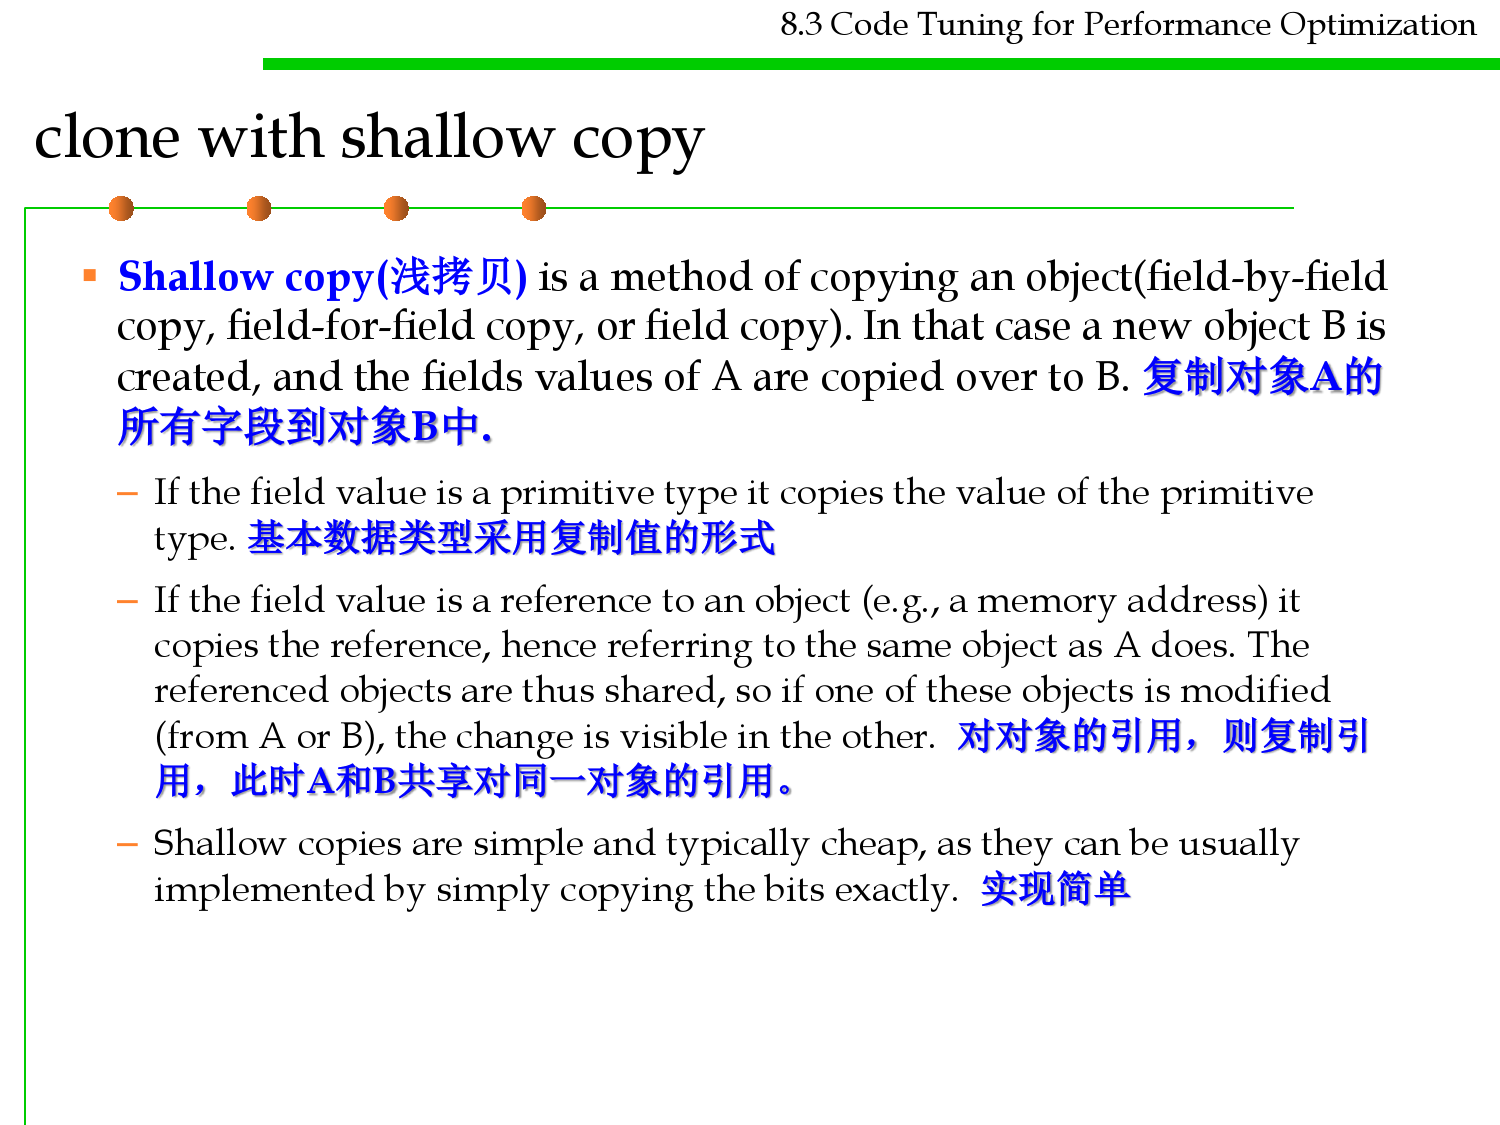 8.3 Code Tuning for Performance Optimization
clone with shallow copy
▪ Shallow copy(浅拷贝) is a method of copying an object(field-by-field
copy, field-for-field copy, or field copy). In that case a new object B is
created, and the fields values of A are copied over to B. 复制对象A的
所有字段到对象B中.
– If the field value is a primitive type it copies the value of the primitive
type. 基本数据类型采用复制值的形式
– If the field value is a reference to an object (e.g., a memory address) it
copies the reference, hence referring to the same object as A does. The
referenced objects are thus shared, so if one of these objects is modified
(from A or B), the change is visible in the other. 对对象的引用，则复制引
用，此时A和B共享对同一对象的引用。
– Shallow copies are simple and typically cheap, as they can be usually
implemented by simply copying the bits exactly. 实现简单